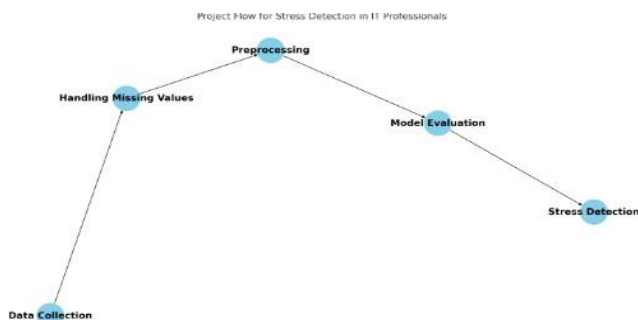 Project Flow for Stress Detection in IT Professionals
Preprocessing
Handling Missing Values
Model Evaluation
Stress Detection
Data Collection